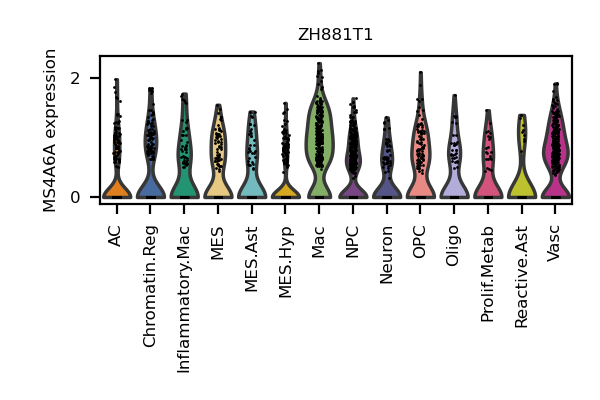 ZH881T1
MS4A6A expression
2
0
AC
Chromatin.Reg
Inflammatory.Mac
MES
MES.Ast
MES.Hyp
Mac
NPC
Neuron
OPC
Oligo
Prolif.Metab
Reactive.Ast
Vasc